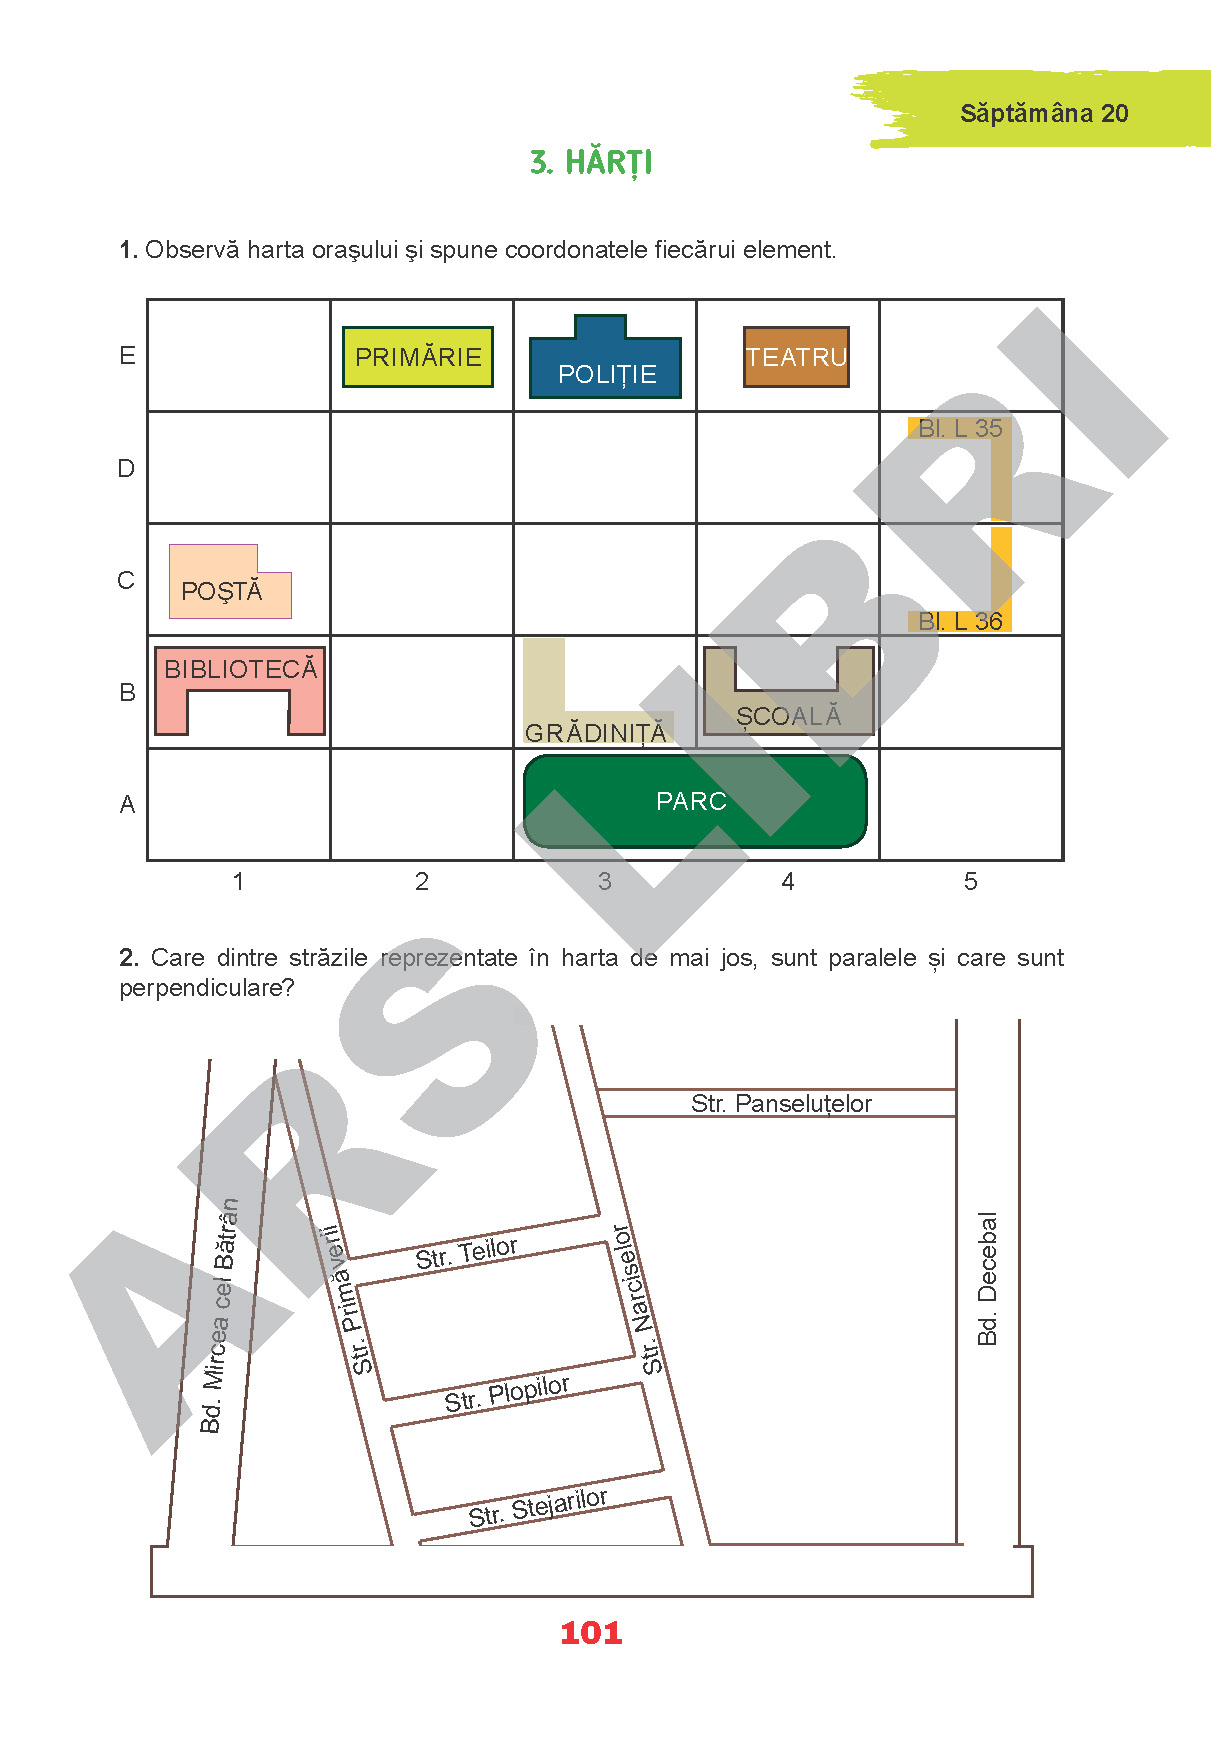 Săptămâna 20
3. HĂRȚI
1. Observă harta oraşului şi spune coordonatele fiecărui element.
E
PRIMĂRIE
POLIȚIE
TEATRU
D
Bl. L 35
C
POŞTĂ
Bl. L 36
B
BIBLIOTECĂ
GRĂDINIȚĂ
ȘCOALĂ
A
PARC
1 2 3 4 5
2. Care dintre străzile reprezentate în harta de mai jos, sunt paralele și care sunt
perpendiculare?
Str. Panseluțelor
Bd. Mircea cel Bătrân
Str. Primăverii
Str. Teilor
Str. Narciselor
Bd. Decebal
Str. Plopilor
Str. Stejarilor
ARS LIBRI
101